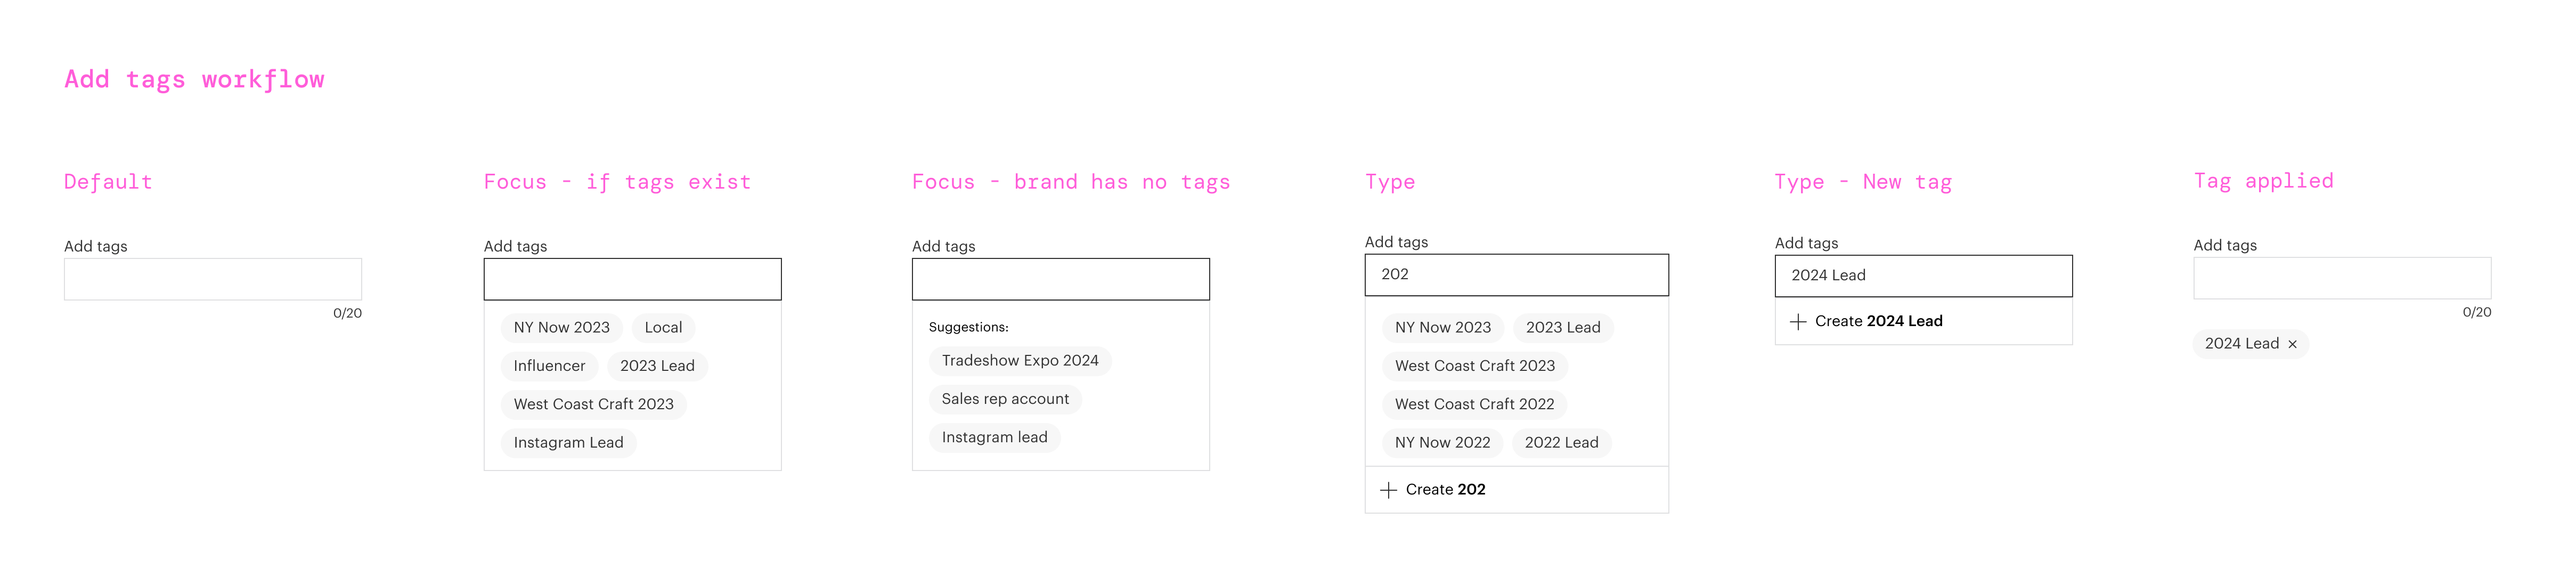 Add tags workflow
Default
Add tags
0/20
Focus - if tags exist
Add tags
NY Now 2023
Local
Influencer
2023 Lead
West Coast Craft 2023
Instagram Lead
Focus - brand has no tags
Add tags
Suggestions:
Tradeshow Expo 2024
Sales rep account
Instagram lead
Type
Add tags
202
NY Now 2023
2023 Lead
West Coast Craft 2023
West Coast Craft 2022
NY Now 2022
2022 Lead
+ Create 202
Type - New tag
Add tags
2024 Lead
+ Create 2024 Lead
Tag applied
Add tags
0/20
2024 Lead ×